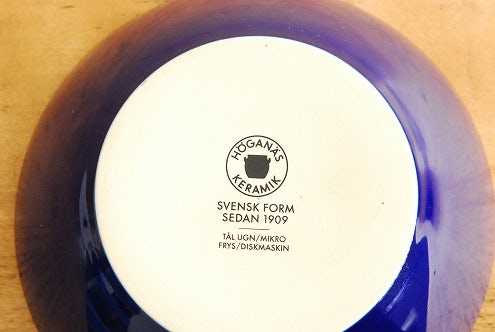 HÖGANÄS
KERAMIK
SVENSK FORM
SEDAN 1909
TÅL UGN/MIKRO
FRYS/DISKMASKIN